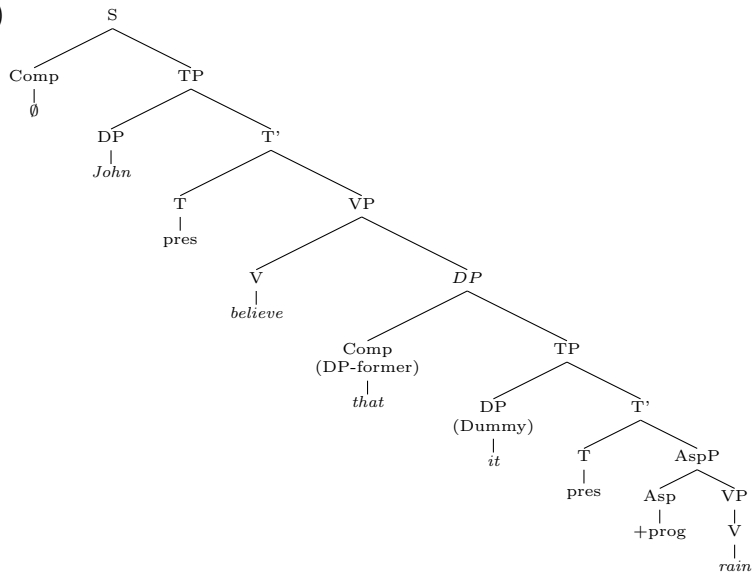 )
S
Comp TP
∅
DP T’
John
T VP
pres
V DP
believe
Comp TP
(DP-former)
that
DP T’
(Dummy)
it
T AspP
pres
Asp VP
+prog V
rain